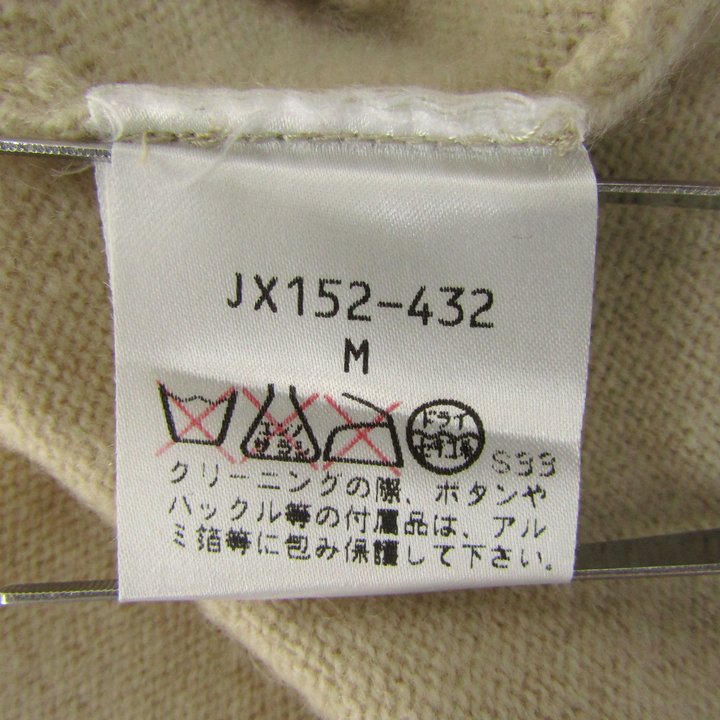 JX152-432
M
エンソ
サラシ
ドライ
セキユ系
S33
クリーニングの際、ボタンや
バックル等の付属品は、アル
ミ箔等に包み保護して下さい。